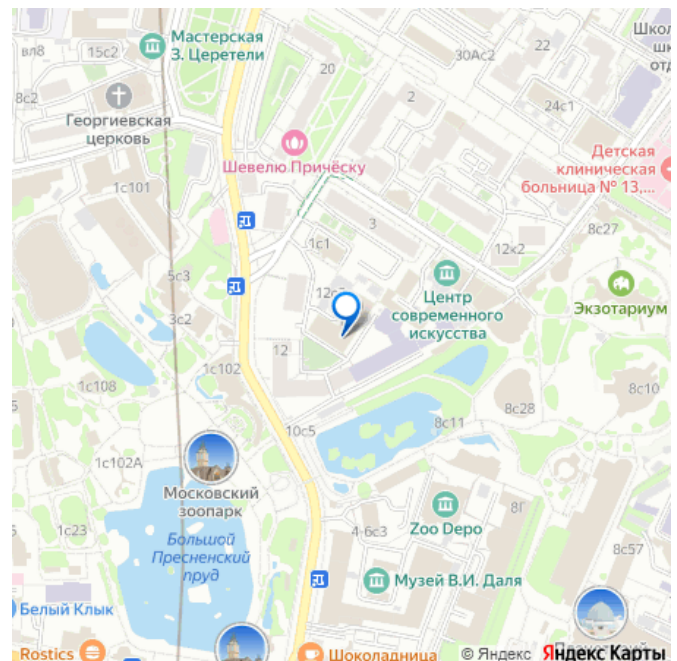 вл8
15с2
Мастерская
З. Церетели
20
30Ас2
22
Школ
шк
отд
8с2
Георгиевская
церковь
2
24с1
Шевелю Причёску
Детская
клиническая
больница № 13,...
1с101
3
8с27
1с1
12к2
5с3
12с
Центр
современного
искусства
Экзотариум
3с2
12
1с102
1с108
8с10
8с28
8с11
10с5
1с102А
Московский
зоопарк
Zoo Depo
8Г
4-6с3
1с23
Большой
Пресненский
пруд
8с57
Музей В.И. Даля
Белый Клык
Rostics
Шоколадница
© Яндекс
Яндекс Карты